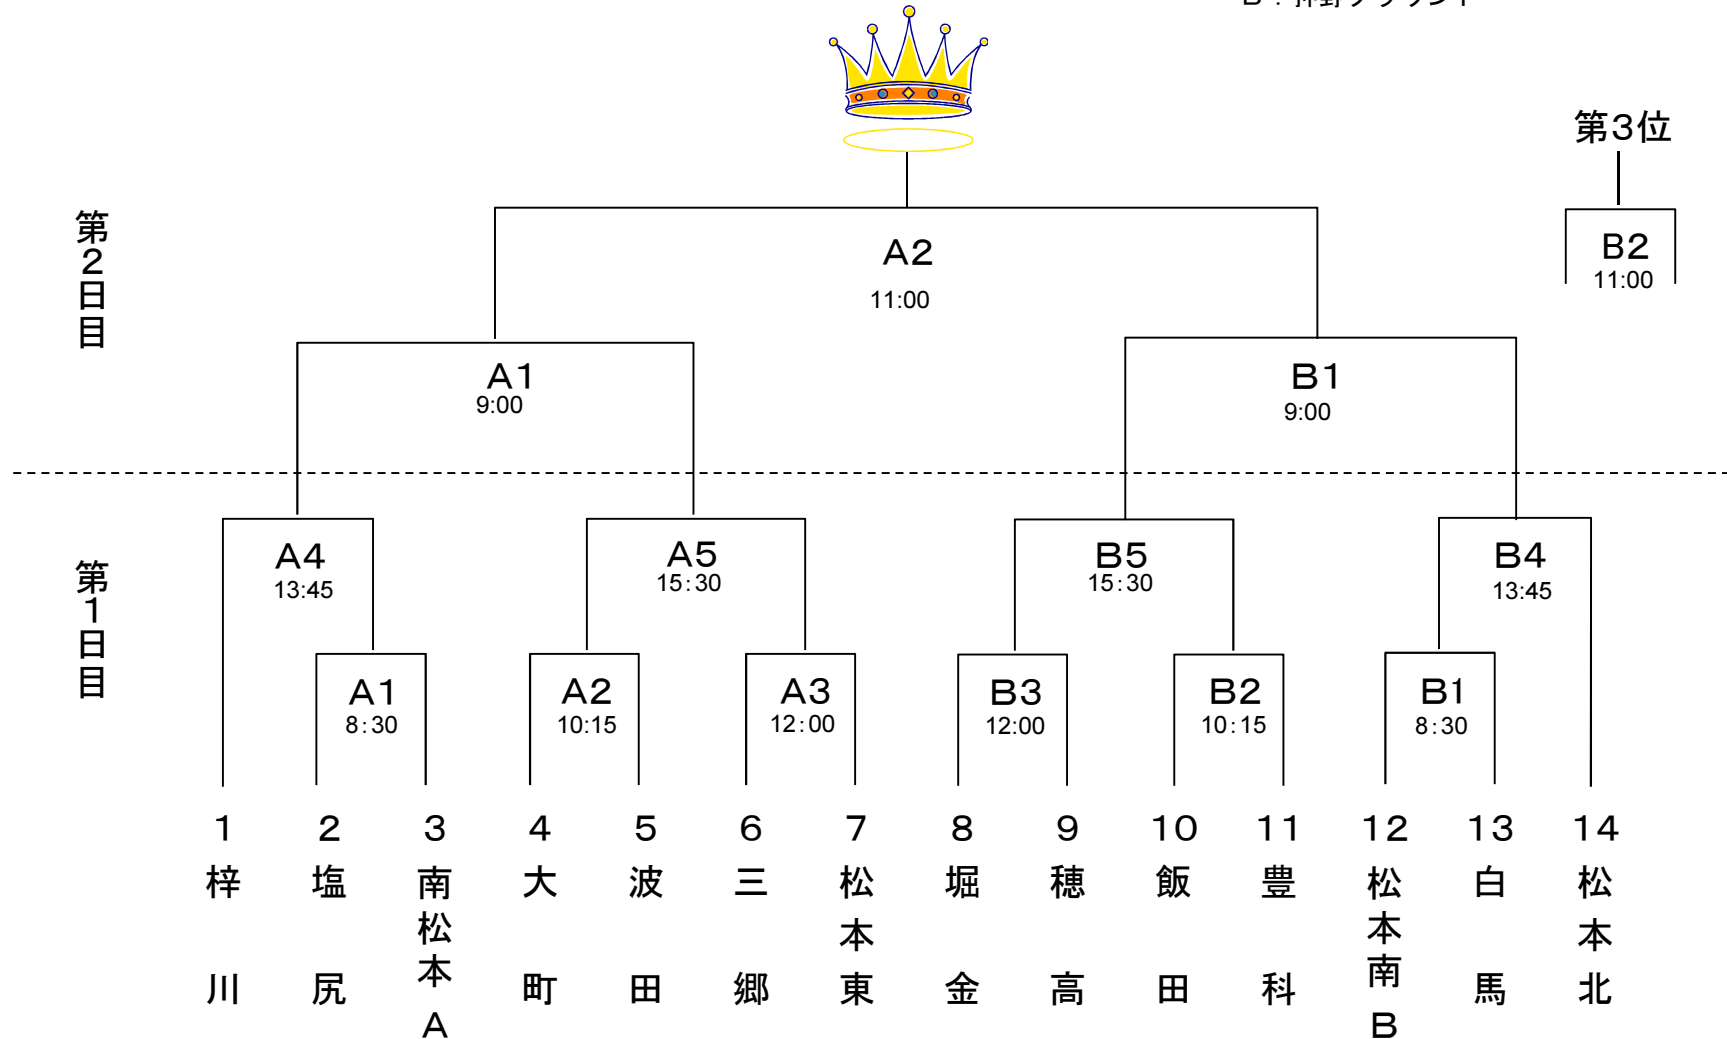 第3位
第2日目
A2
11:00
B2
11:00
A1
9:00
B1
9:00
第1日目
A4
13:45
A5
15:30
B5
15:30
B4
13:45
A1
8:30
A2
10:15
A3
12:00
B3
12:00
B2
10:15
B1
8:30
1 2 3 4 5 6 7 8 9 10 11 12 13 14
梓川
塩尻
南松本A
大町
波田
三郷
松本東
堀金
穂高
飯田
豊科
松本南B
白馬
松本北